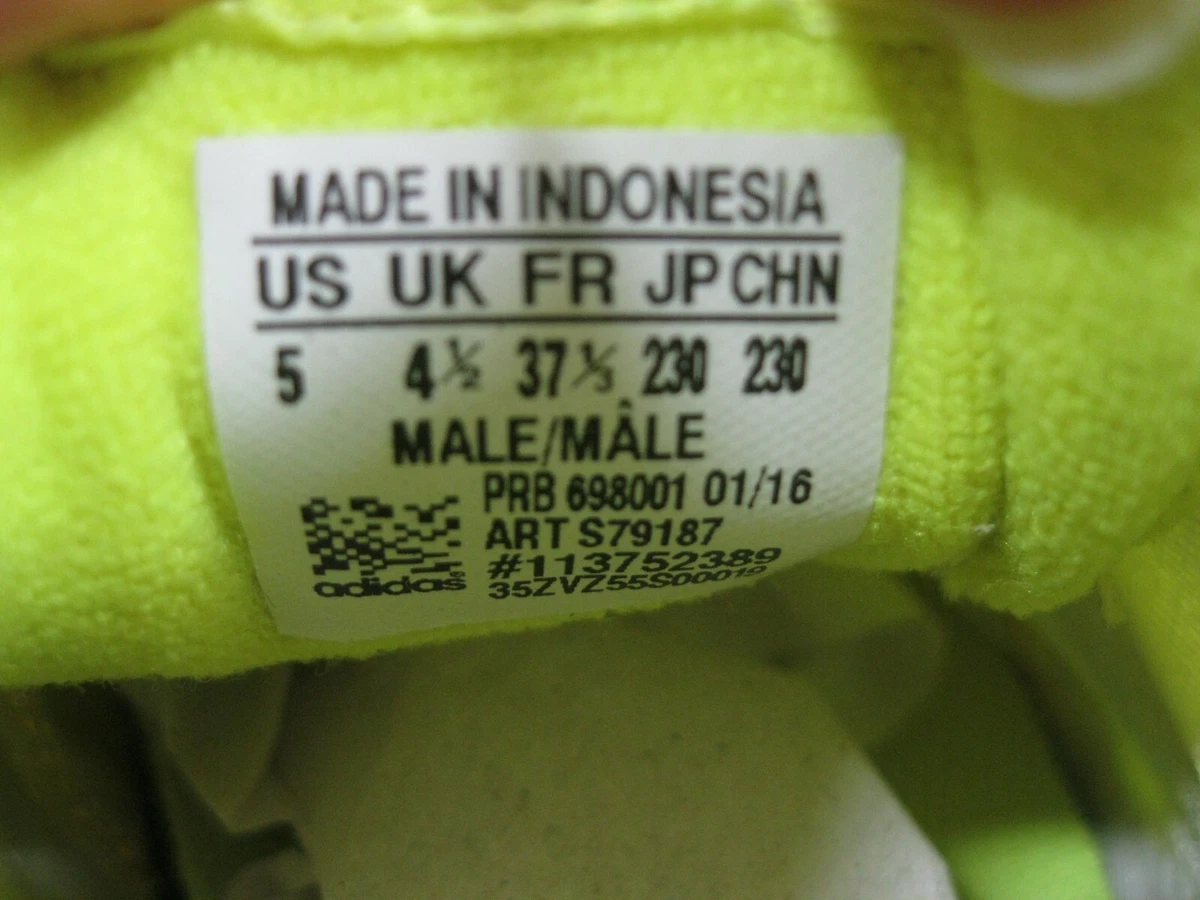 MADE IN INDONESIA
US UK FR JP CHN
5 4½ 37⅓ 230 230
MALE/MÂLE
PRB 698001 01/16
ART S79187
#113752389
adidas 35ZVZ55S00019